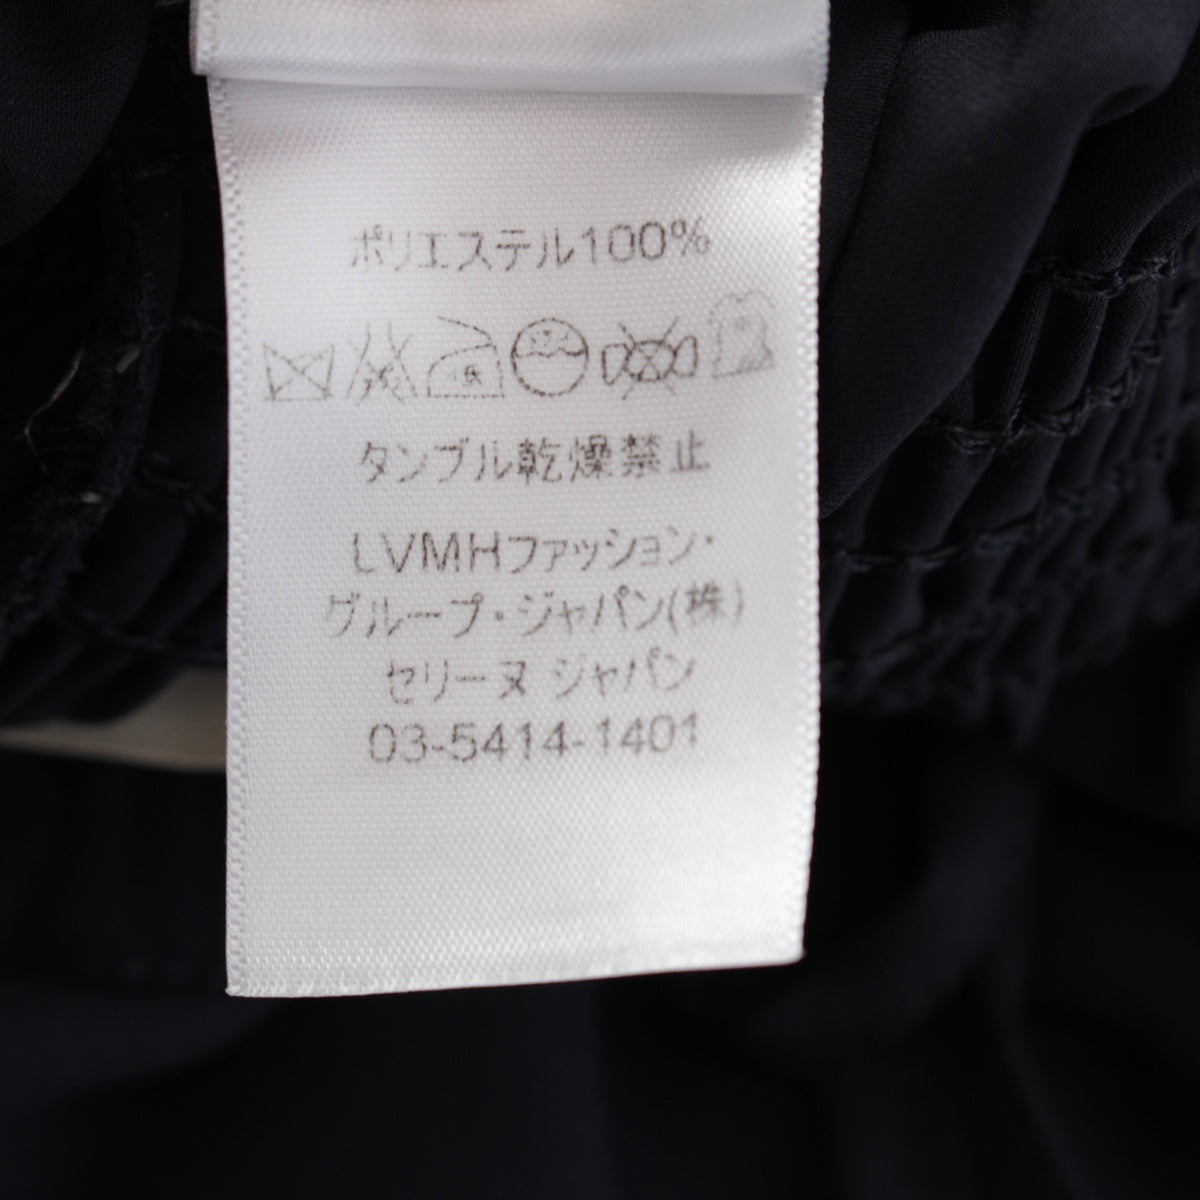 ポリエステル100%
タンブル乾燥禁止
LVMHファッション・
グループ・ジャパン(株)
セリーヌ ジャパン
03-5414-1401